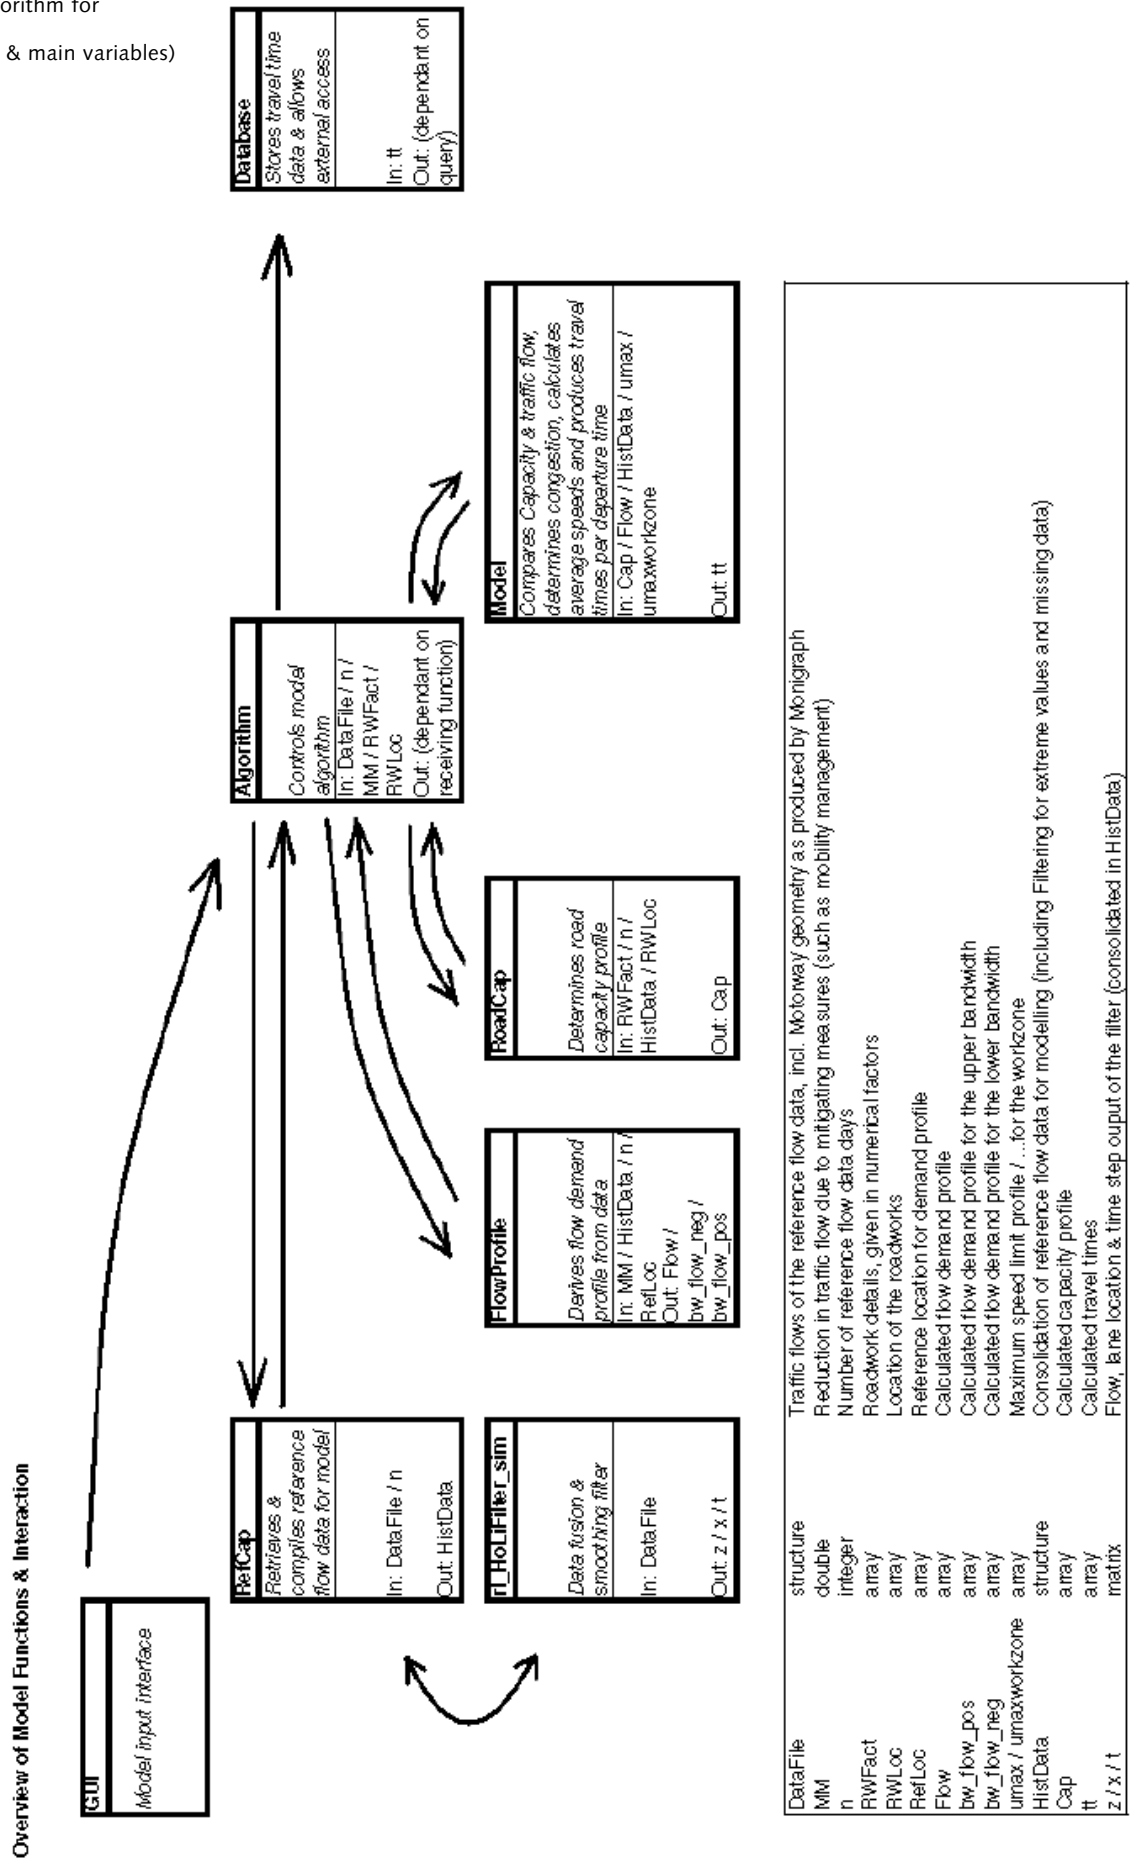 orithm for
& main variables)
Overview of Model Functions & Interaction
GUI
Model input interface
RefCap
Retrieves &
compiles reference
flow data for model
In: DataFile / n
Out: HistData
Algorithm
Controls model
algorithm
In: DataFile / n /
MM / RWFact /
RWLoc
Out: (dependant on
receiving function)
Database
Stores travel time
data & allows
external access
In: tt
Out: (dependant on
query)
rl_HoLiFilter_sim
Data fusion &
smoothing filter
In: DataFile
Out: z / x / t
FlowProfile
Derives flow demand
profile from data
In: MM / HistData / n /
RefLoc
Out: Flow /
bw_flow_neg /
bw_flow_pos
RoadCap
Determines road
capacity profile
In: RWFact / n /
HistData / RWLoc
Out: Cap
Model
Compares Capacity & traffic flow,
determines congestion, calculates
average speeds and produces travel
times per departure time
In: Cap / Flow / HistData / umax /
umaxworkzone
Out: tt
DataFile structure Traffic flows of the reference flow data, incl. Motorway geometry as produced by Monigraph
MM double Reduction in traffic flow due to mitigating measures (such as mobility management)
n integer Number of reference flow data days
RWFact array Roadwork details, given in numerical factors
RWLoc array Location of the roadworks
RefLoc array Reference location for demand profile
Flow array Calculated flow demand profile
bw_flow_pos array Calculated flow demand profile for the upper bandwidth
bw_flow_neg array Calculated flow demand profile for the lower bandwidth
umax / umaxworkzone array Maximum speed limit profile / ...for the workzone
HistData structure Consolidation of reference flow data for modelling (including Filtering for extreme values and missing data)
Cap array Calculated capacity profile
tt array Calculated travel times
z / x / t matrix Flow, lane location & time step ouput of the filter (consolidated in HistData)